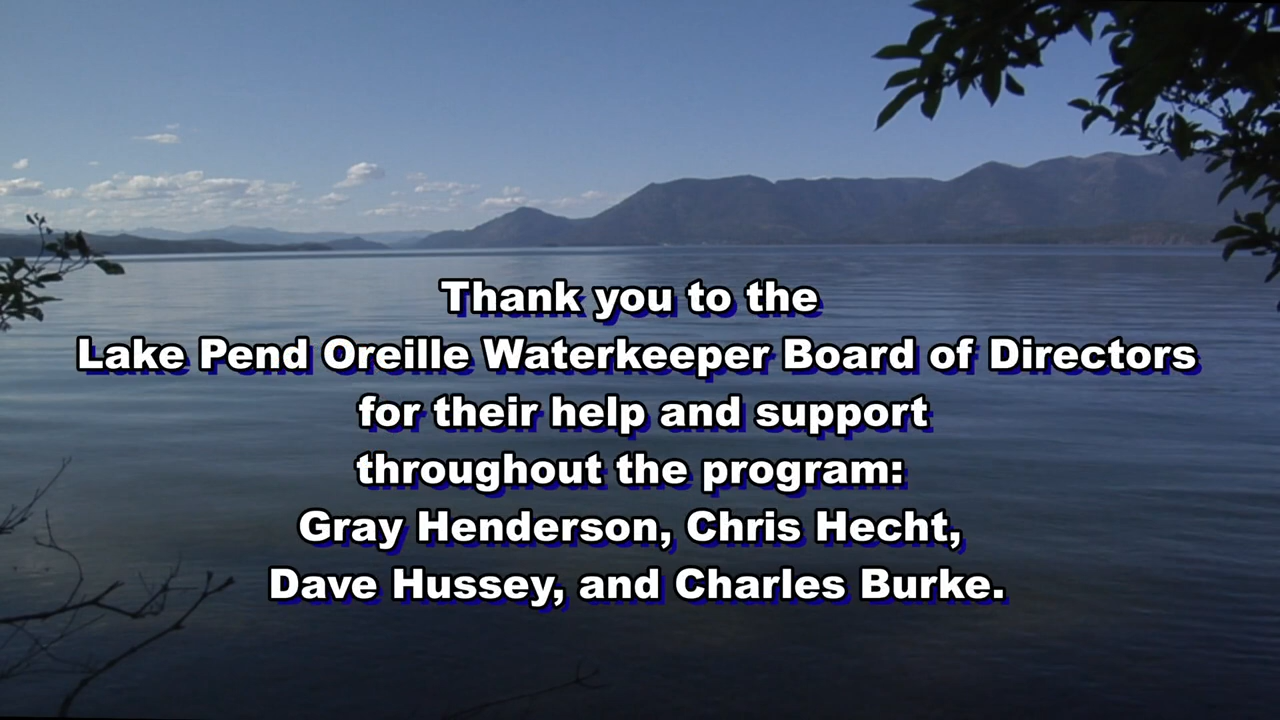 Thank you to the
Lake Pend Oreille Waterkeeper Board of Directors
for their help and support
throughout the program:
Gray Henderson, Chris Hecht,
Dave Hussey, and Charles Burke.